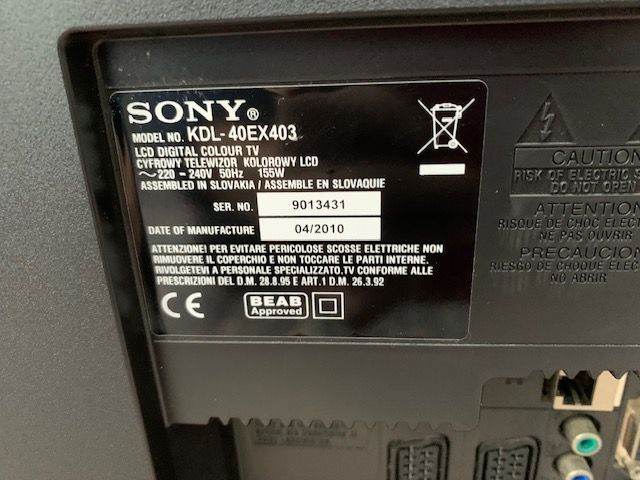 SONY®
MODEL NO. KDL-40EX403
LCD DIGITAL COLOUR TV
CYFROWY TELEWIZOR KOLOROWY LCD
~220 - 240V 50Hz 155W
ASSEMBLED IN SLOVAKIA / ASSEMBLE EN SLOVAQUIE
SER. NO. 9013431
DATE OF MANUFACTURE 04/2010
ATTENZIONE! PER EVITARE PERICOLOSE SCOSSE ELETTRICHE NON
RIMUOVERE IL COPERCHIO E NON TOCCARE LE PARTI INTERNE.
RIVOLGETEVI A PERSONALE SPECIALIZZATO.TV CONFORME ALLE
PRESCRIZIONI DEL D.M. 28.8.95 E ART.1 D.M. 26.3.92
CE
BEAB
Approved
CAUTION
RISK OF ELECTRIC S
DO NOT OPEN
ATTENTION
RISQUE DE CHOC ELECTR
NE PAS OUVRIR
PRECAUCION
RIESGO DE CHOQUE ELEC
NO ABRIR